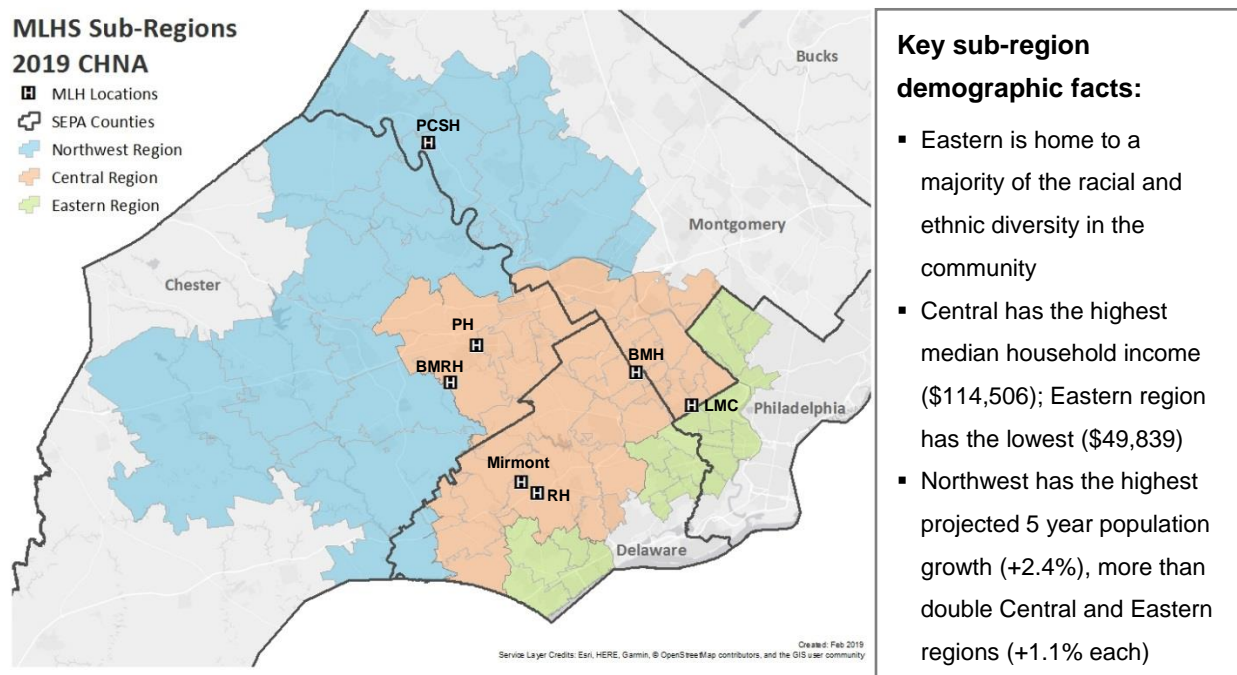 MLHS Sub-Regions
2019 CHNA
H MLH Locations
SEPA Counties
Northwest Region
Central Region
Eastern Region
Bucks
PCSH
H
Montgomery
Chester
PH
H
BMRH
H
BMH
H
H LMC
Philadelphia
Mirmont
H
H RH
Delaware
Created: Feb 2019
Service Layer Credits: Esri, HERE, Garmin, © OpenStreetMap contributors, and the GIS user community
Key sub-region
demographic facts:
▪ Eastern is home to a
majority of the racial and
ethnic diversity in the
community
▪ Central has the highest
median household income
($114,506); Eastern region
has the lowest ($49,839)
▪ Northwest has the highest
projected 5 year population
growth (+2.4%), more than
double Central and Eastern
regions (+1.1% each)